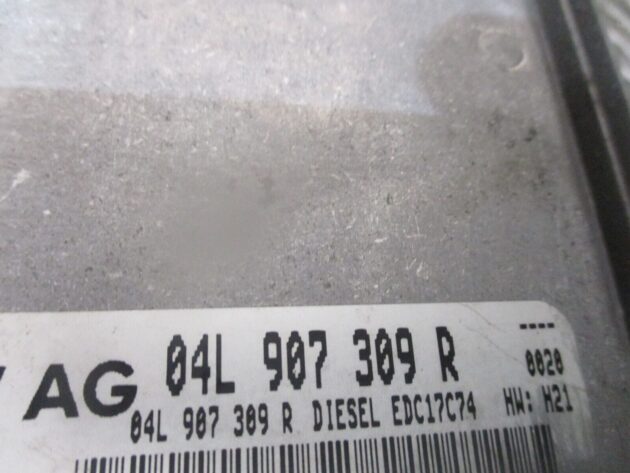 AG 04L 907 309 R ----
0020
04L 907 309 R DIESEL EDC17C74 HW: H21